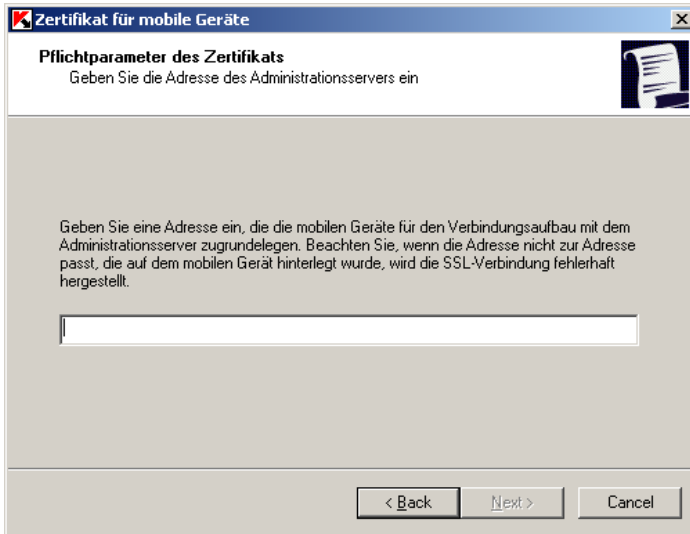 Zertifikat für mobile Geräte
Pflichtparameter des Zertifikats
Geben Sie die Adresse des Administrationsservers ein
Geben Sie eine Adresse ein, die die mobilen Geräte für den Verbindungsaufbau mit dem
Administrationsserver zugrundelegen. Beachten Sie, wenn die Adresse nicht zur Adresse
passt, die auf dem mobilen Gerät hinterlegt wurde, wird die SSL-Verbindung fehlerhaft
hergestellt.
< Back Next > Cancel